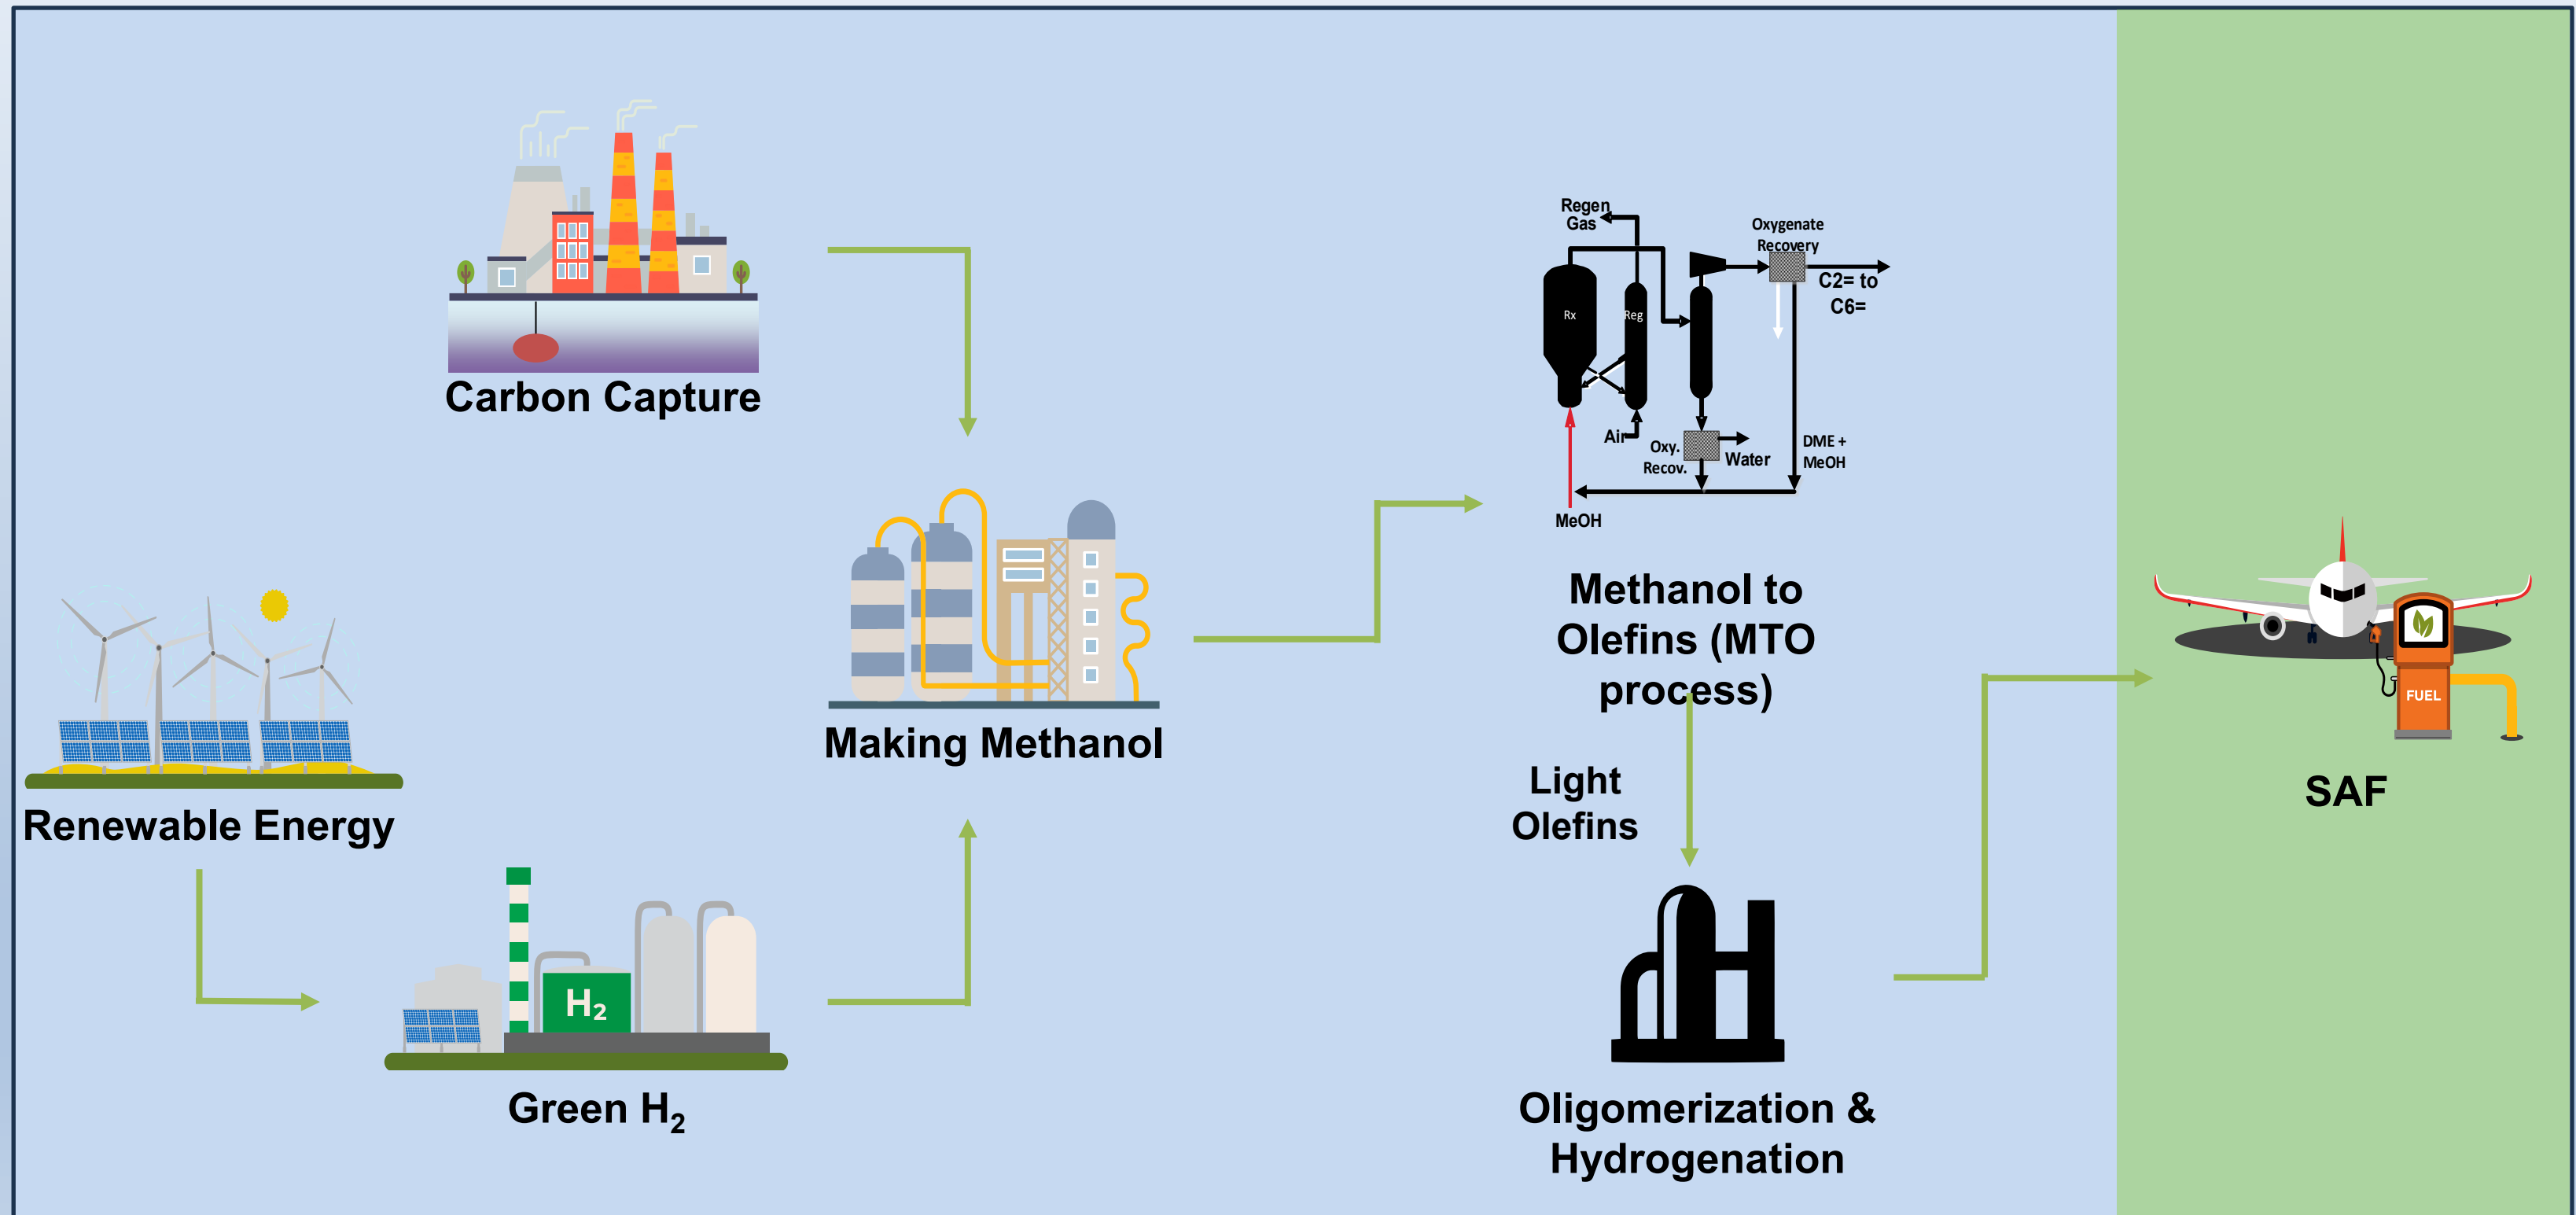 Carbon Capture
Renewable Energy
H₂
Green H₂
Making Methanol
Regen
Gas
Oxygenate
Recovery
C2= to
C6=
Rx
Reg
Air
Oxy.
Recov.
Water
DME +
MeOH
MeOH
Methanol to
Olefins (MTO
process)
Light
Olefins
Oligomerization &
Hydrogenation
FUEL
SAF